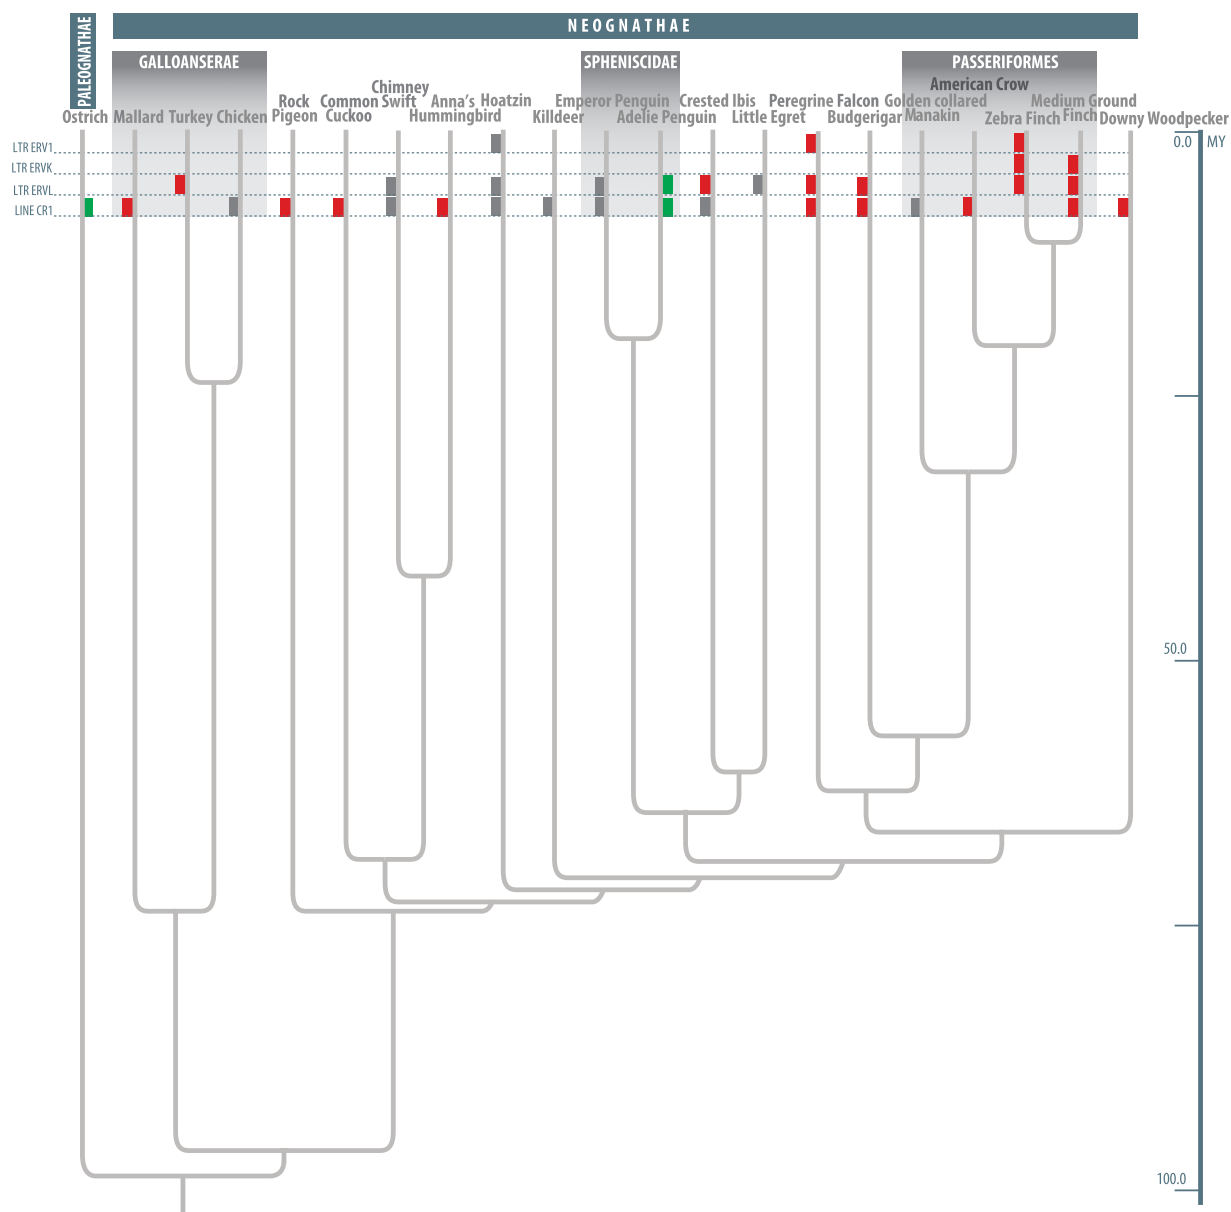 PALEOGNATHAE
NEOGNATHAE
GALLOANSERAE
SPHENISCIDAE
PASSERIFORMES
Ostrich
Mallard
Turkey
Chicken
Rock
Pigeon
Common
Cuckoo
Chimney
Swift
Anna's
Hummingbird
Hoatzin
Killdeer
Emperor Penguin
Adelie Penguin
Crested Ibis
Little Egret
Peregrine Falcon
Budgerigar
Golden collared
Manakin
American Crow
Zebra Finch
Medium Ground
Finch
Downy Woodpecker
LTR ERV1
LTR ERVK
LTR ERVL
LINE CR1
0.0 MY
50.0
100.0